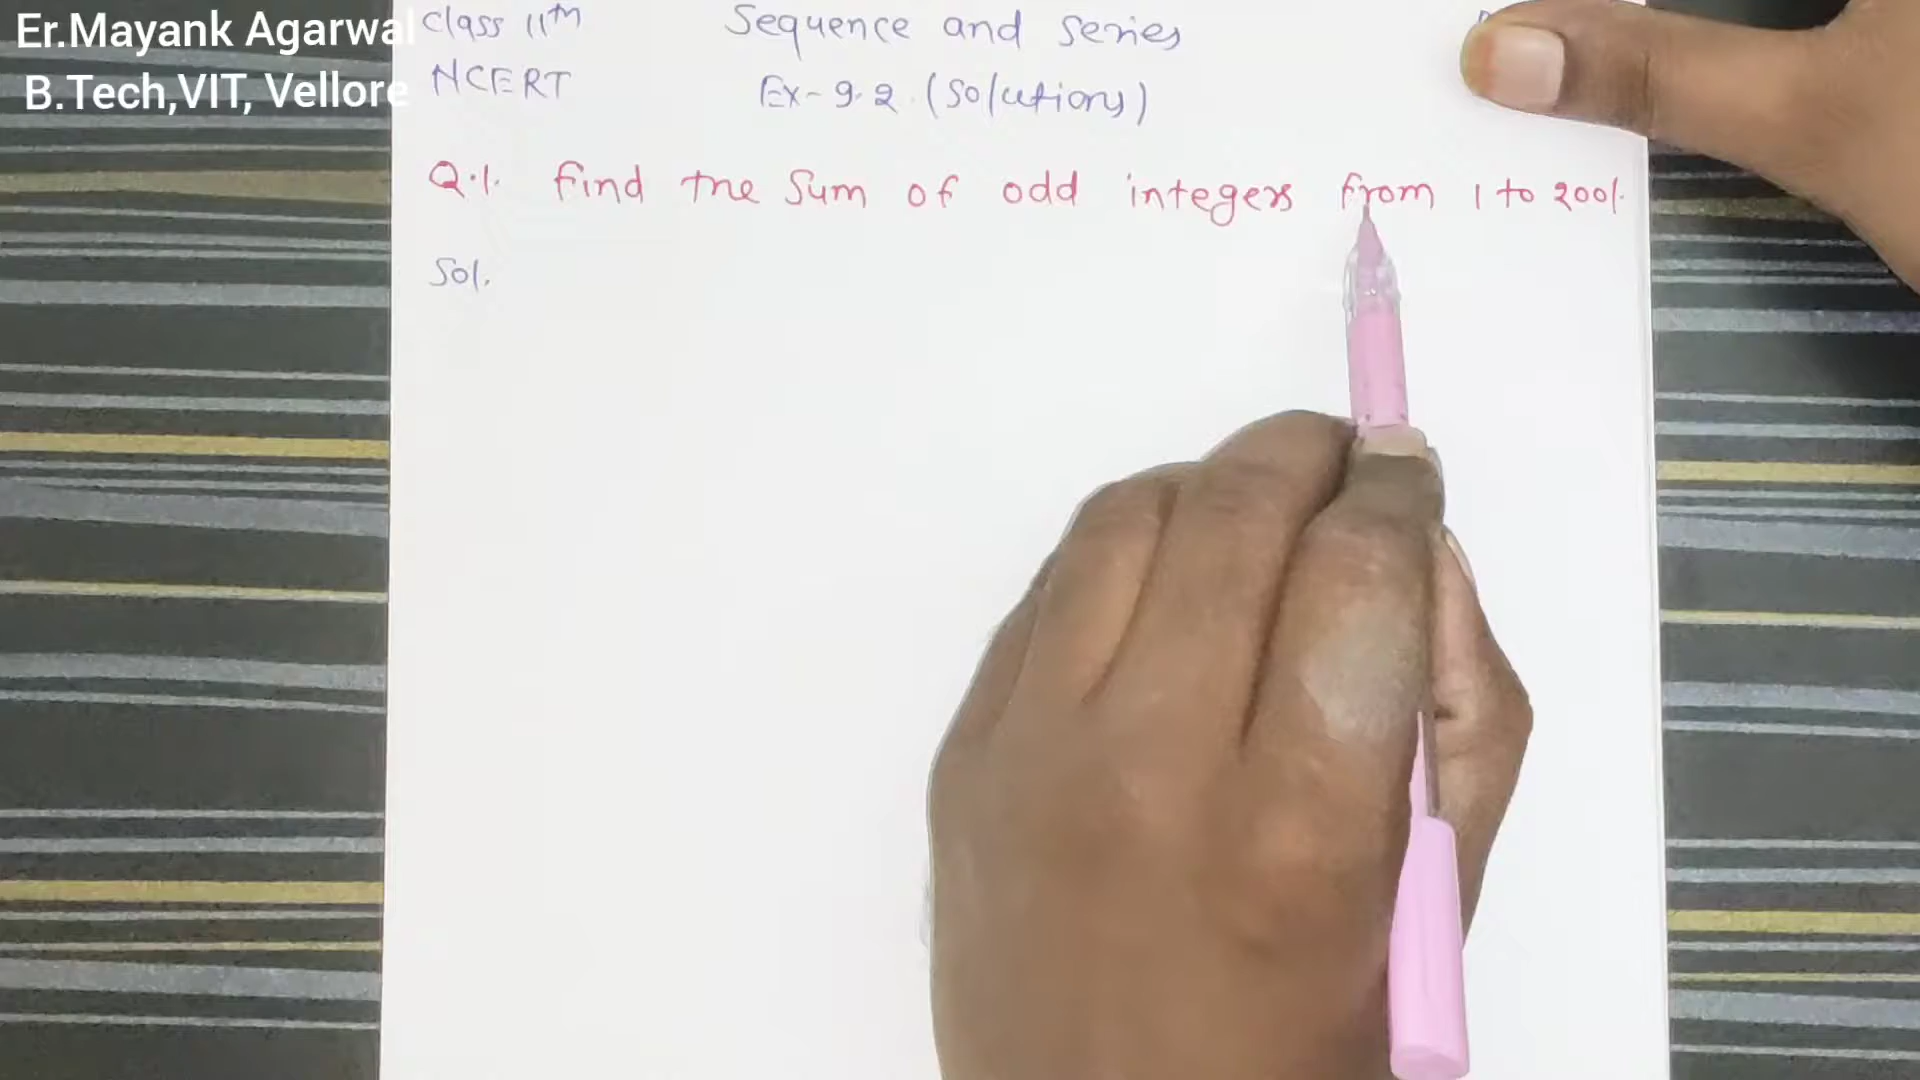 Er.Mayank Agarwal
B.Tech,VIT, Vellore
Class 11th Sequence and series
NCERT Ex-9.2 (Solutions)
Q.1. Find the Sum of odd integers from 1 to 2001.
Sol.